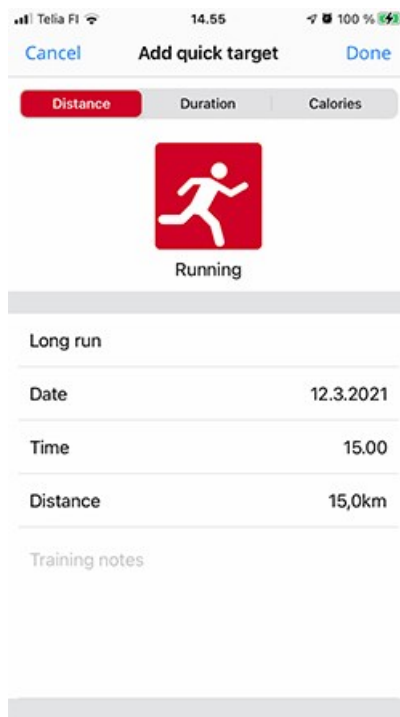 Telia FI 14.55 100 %
Cancel Add quick target Done
Distance Duration Calories
Running
Long run
Date 12.3.2021
Time 15.00
Distance 15,0km
Training notes